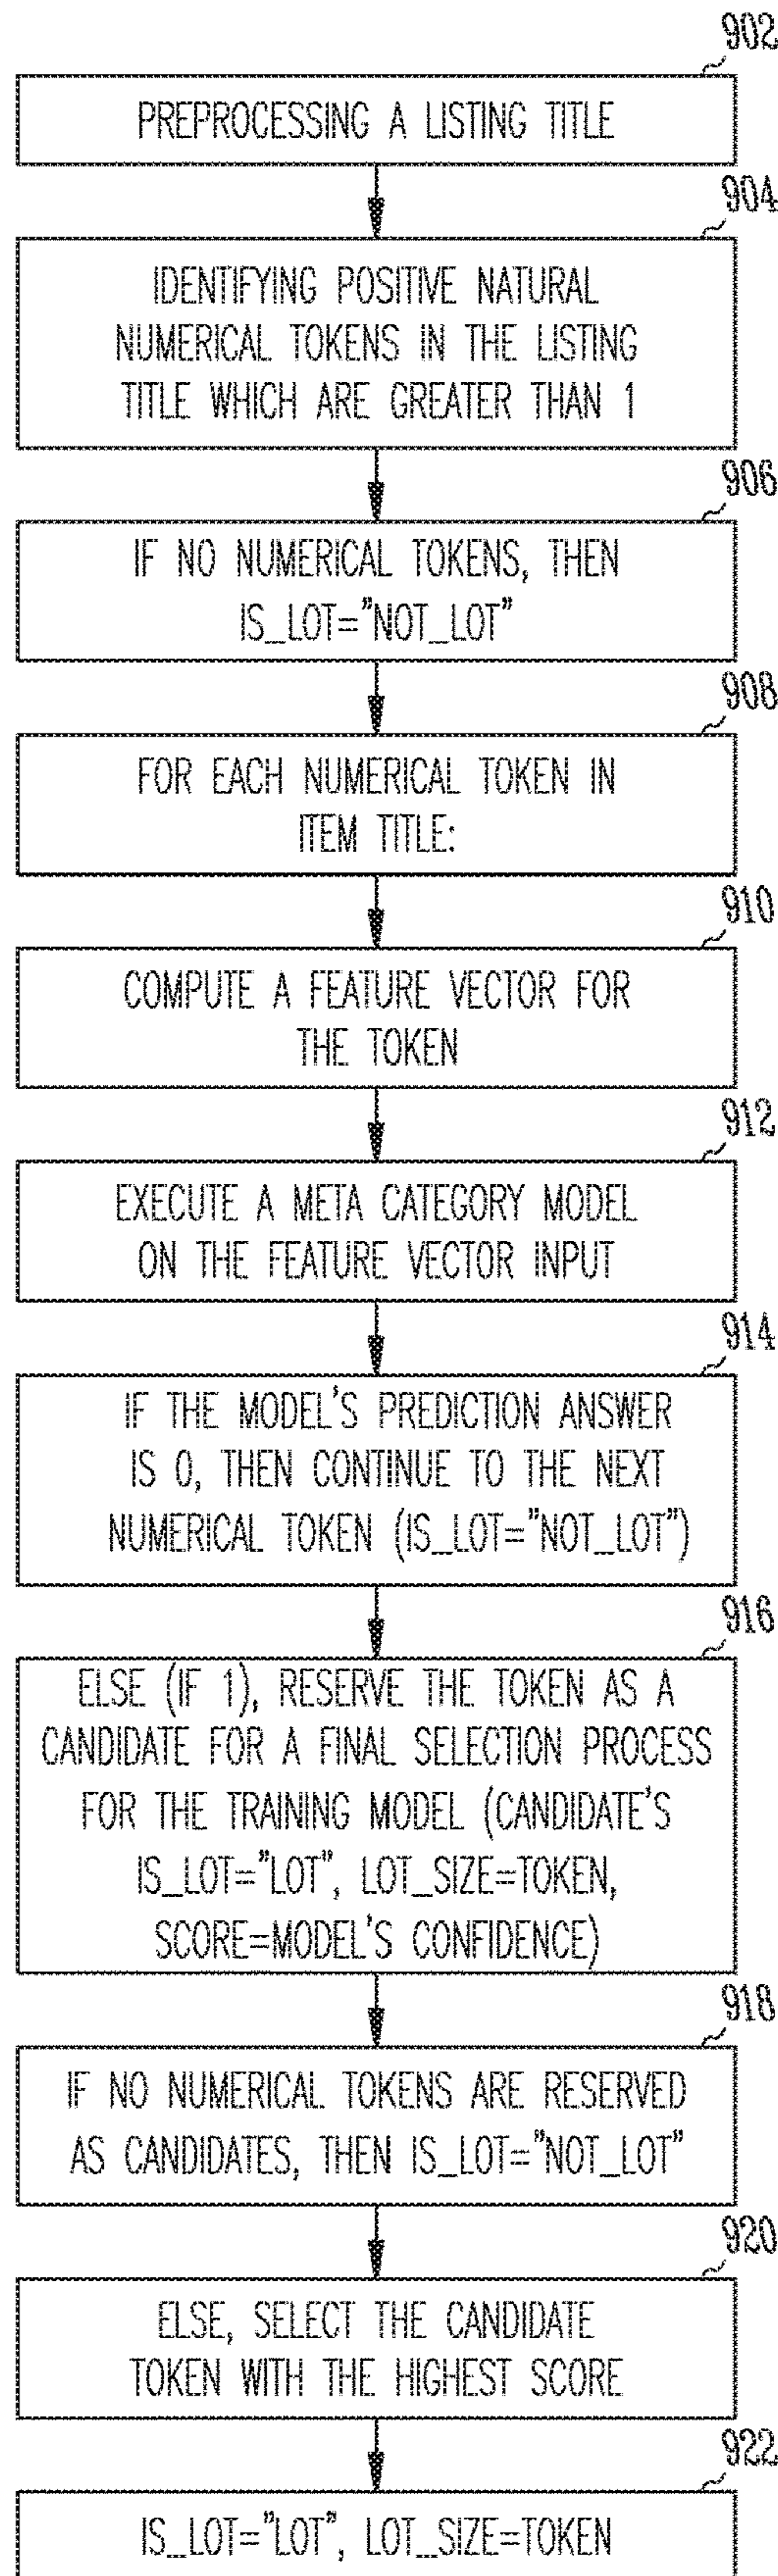 902
PREPROCESSING A LISTING TITLE
904
IDENTIFYING POSITIVE NATURAL
NUMERICAL TOKENS IN THE LISTING
TITLE WHICH ARE GREATER THAN 1
906
IF NO NUMERICAL TOKENS, THEN
IS_LOT="NOT_LOT"
908
FOR EACH NUMERICAL TOKEN IN
ITEM TITLE:
910
COMPUTE A FEATURE VECTOR FOR
THE TOKEN
912
EXECUTE A META CATEGORY MODEL
ON THE FEATURE VECTOR INPUT
914
IF THE MODEL'S PREDICTION ANSWER
IS 0, THEN CONTINUE TO THE NEXT
NUMERICAL TOKEN (IS_LOT="NOT_LOT")
916
ELSE (IF 1), RESERVE THE TOKEN AS A
CANDIDATE FOR A FINAL SELECTION PROCESS
FOR THE TRAINING MODEL (CANDIDATE'S
IS_LOT="LOT", LOT_SIZE=TOKEN,
SCORE=MODEL'S CONFIDENCE)
918
IF NO NUMERICAL TOKENS ARE RESERVED
AS CANDIDATES, THEN IS_LOT="NOT_LOT"
920
ELSE, SELECT THE CANDIDATE
TOKEN WITH THE HIGHEST SCORE
922
IS_LOT="LOT", LOT_SIZE=TOKEN